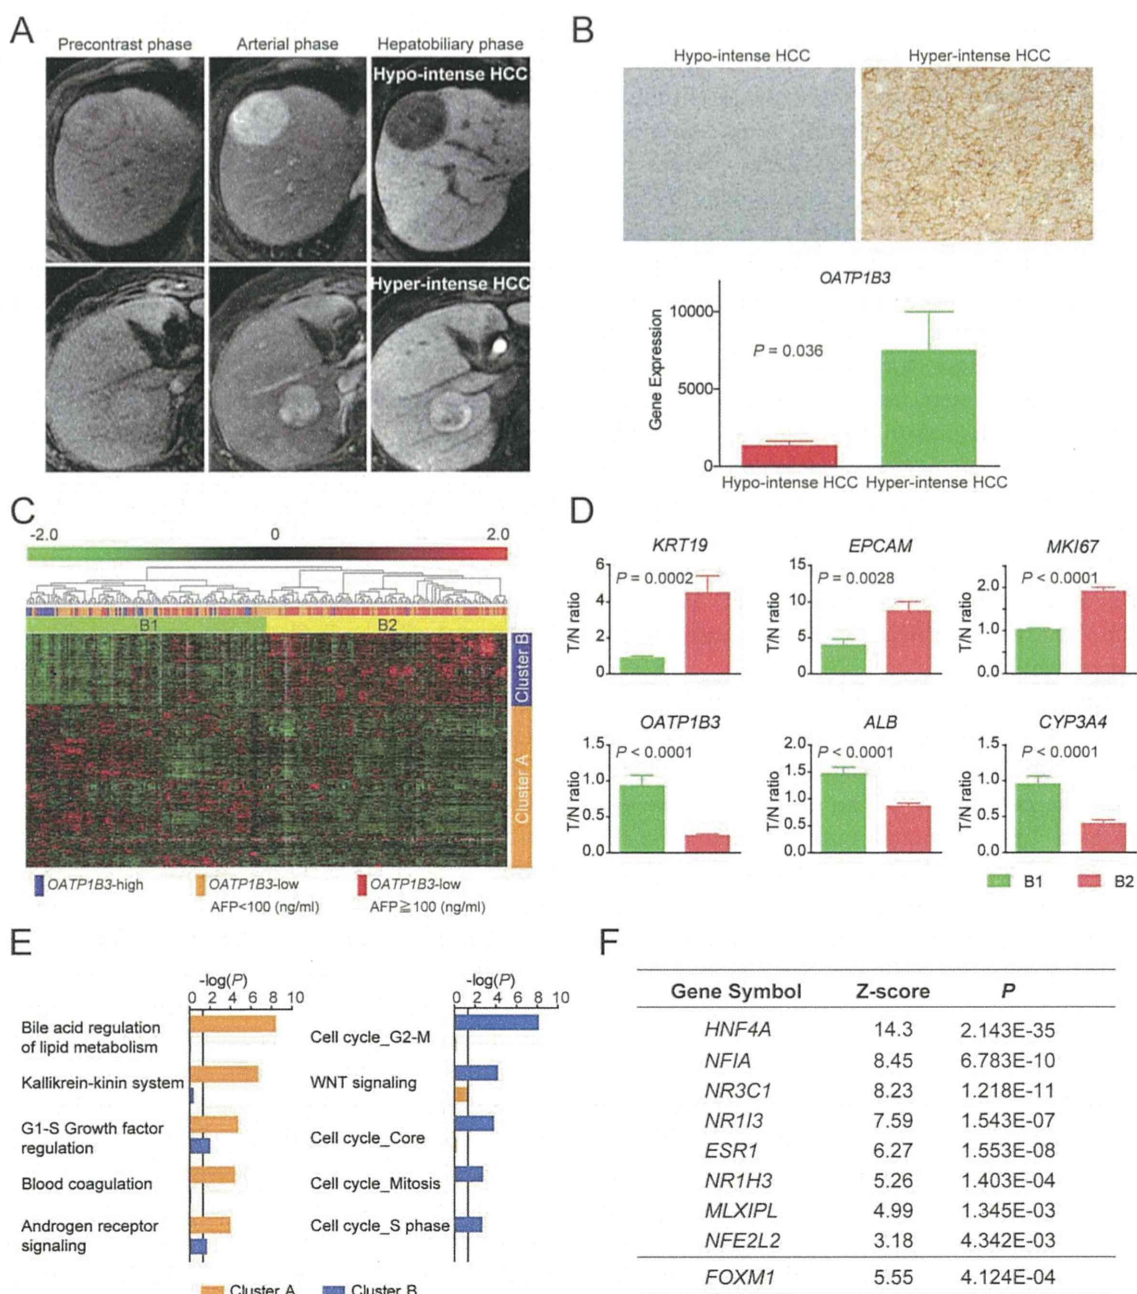 A
Precontrast phase Arterial phase Hepatobiliary phase
Hypo-intense HCC
Hyper-intense HCC
B
Hypo-intense HCC Hyper-intense HCC
OATP1B3
Gene Expression
10000
5000
0
P = 0.036
Hypo-intense HCC Hyper-intense HCC
C
-2.0 0 2.0
B1 B2
Cluster B
Cluster A
OATP1B3-high
OATP1B3-low
AFP<100 (ng/ml)
OATP1B3-low
AFP≧100 (ng/ml)
D
KRT19
T/N ratio
6
4
2
0
P = 0.0002
EPCAM
T/N ratio
15
10
5
0
P = 0.0028
MKI67
T/N ratio
2.0
1.0
0.0
P < 0.0001
OATP1B3
T/N ratio
1.5
1.0
0.5
0.0
P < 0.0001
ALB
T/N ratio
2.0
1.5
1.0
0.5
0.0
P < 0.0001
CYP3A4
T/N ratio
1.5
1.0
0.5
0.0
P < 0.0001
B1 B2
E
-log(P)
0 2 4 6 8 10
Bile acid regulation
of lipid metabolism
Kallikrein-kinin system
G1-S Growth factor
regulation
Blood coagulation
Androgen receptor
signaling
-log(P)
0 2 4 6 8 10
Cell cycle_G2-M
WNT signaling
Cell cycle_Core
Cell cycle_Mitosis
Cell cycle_S phase
Cluster A Cluster B
F
Gene Symbol Z-score P
HNF4A 14.3 2.143E-35
NFIA 8.45 6.783E-10
NR3C1 8.23 1.218E-11
NR1I3 7.59 1.543E-07
ESR1 6.27 1.553E-08
NR1H3 5.26 1.403E-04
MLXIPL 4.99 1.345E-03
NFE2L2 3.18 4.342E-03
FOXM1 5.55 4.124E-04